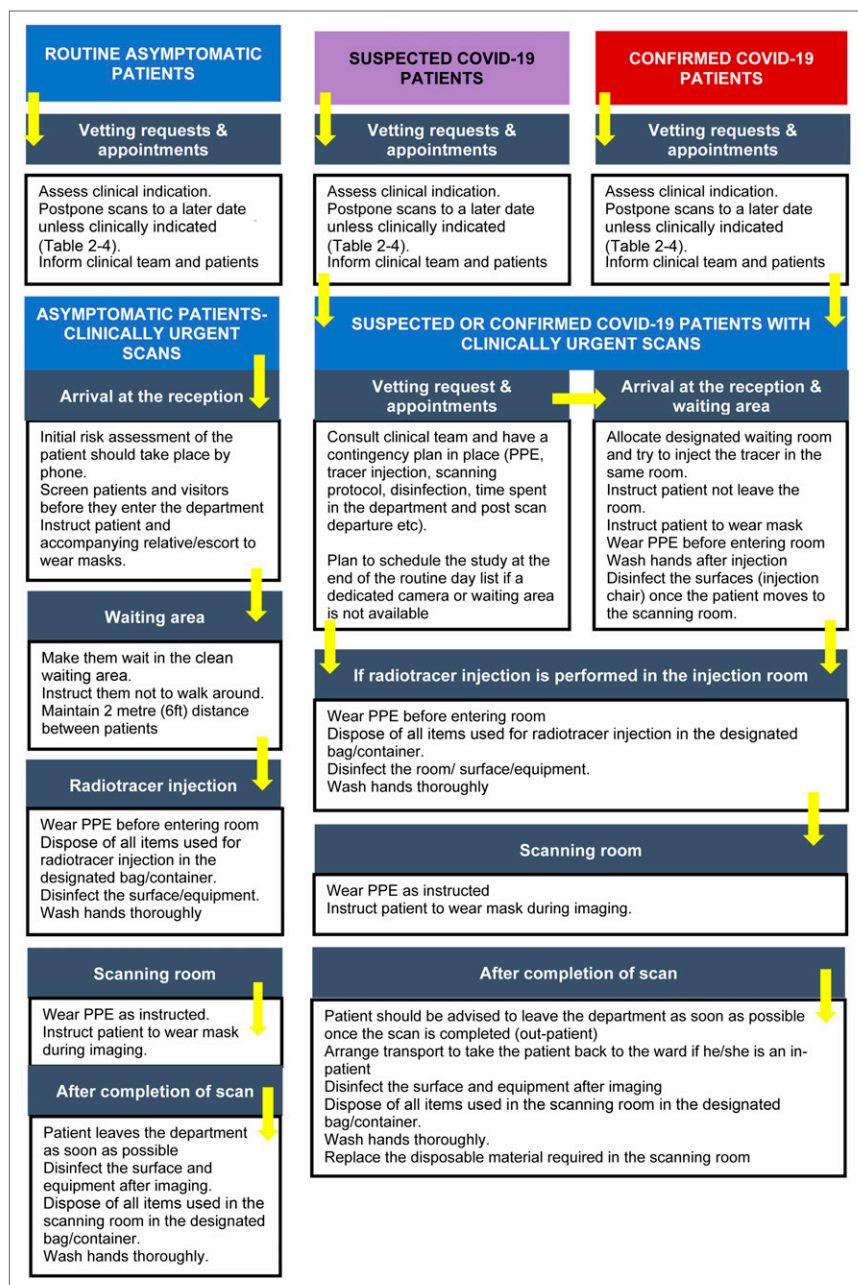 ROUTINE ASYMPTOMATIC
PATIENTS
Vetting requests &
appointments
Assess clinical indication.
Postpone scans to a later date
unless clinically indicated
(Table 2-4).
Inform clinical team and patients
ASYMPTOMATIC PATIENTS-
CLINICALLY URGENT
SCANS
Arrival at the reception
Initial risk assessment of the
patient should take place by
phone.
Screen patients and visitors
before they enter the department
Instruct patient and
accompanying relative/escort to
wear masks.
Waiting area
Make them wait in the clean
waiting area.
Instruct them not to walk around.
Maintain 2 metre (6ft) distance
between patients
Radiotracer injection
Wear PPE before entering room
Dispose of all items used for
radiotracer injection in the
designated bag/container.
Disinfect the surface/equipment.
Wash hands thoroughly
Scanning room
Wear PPE as instructed.
Instruct patient to wear mask
during imaging.
After completion of scan
Patient leaves the department
as soon as possible
Disinfect the surface and
equipment after imaging.
Dispose of all items used in the
scanning room in the designated
bag/container.
Wash hands thoroughly.
SUSPECTED COVID-19
PATIENTS
Vetting requests &
appointments
Assess clinical indication.
Postpone scans to a later date
unless clinically indicated
(Table 2-4).
Inform clinical team and patients
CONFIRMED COVID-19
PATIENTS
Vetting requests &
appointments
Assess clinical indication.
Postpone scans to a later date
unless clinically indicated
(Table 2-4).
Inform clinical team and patients
SUSPECTED OR CONFIRMED COVID-19 PATIENTS WITH
CLINICALLY URGENT SCANS
Vetting request &
appointments
Consult clinical team and have a
contingency plan in place (PPE,
tracer injection, scanning
protocol, disinfection, time spent
in the department and post scan
departure etc).
Plan to schedule the study at the
end of the routine day list if a
dedicated camera or waiting area
is not available
Arrival at the reception &
waiting area
Allocate designated waiting room
and try to inject the tracer in the
same room.
Instruct patient not leave the
room.
Instruct patient to wear mask
Wear PPE before entering room
Wash hands after injection
Disinfect the surfaces (injection
chair) once the patient moves to
the scanning room.
If radiotracer injection is performed in the injection room
Wear PPE before entering room
Dispose of all items used for radiotracer injection in the designated
bag/container.
Disinfect the room/ surface/equipment.
Wash hands thoroughly
Scanning room
Wear PPE as instructed
Instruct patient to wear mask during imaging.
After completion of scan
Patient should be advised to leave the department as soon as possible
once the scan is completed (out-patient)
Arrange transport to take the patient back to the ward if he/she is an in-
patient
Disinfect the surface and equipment after imaging
Dispose of all items used in the scanning room in the designated
bag/container.
Wash hands thoroughly.
Replace the disposable material required in the scanning room